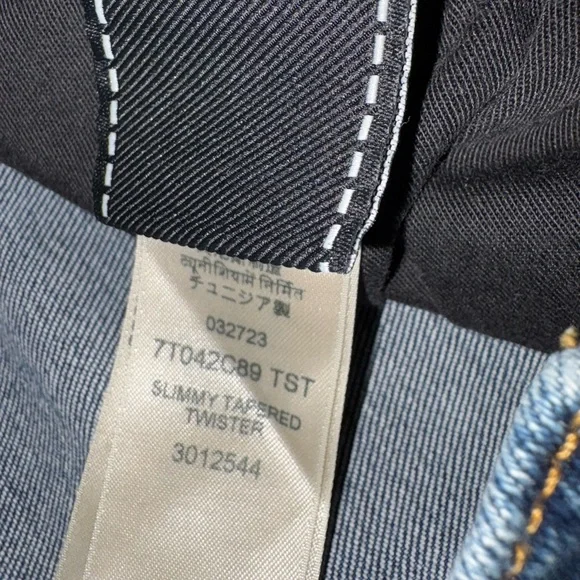 ट्यूनीशियामें निर्मित
チュニジア製
032723
7T042C89 TST
SLIMMY TAPERED
TWISTER
3012544